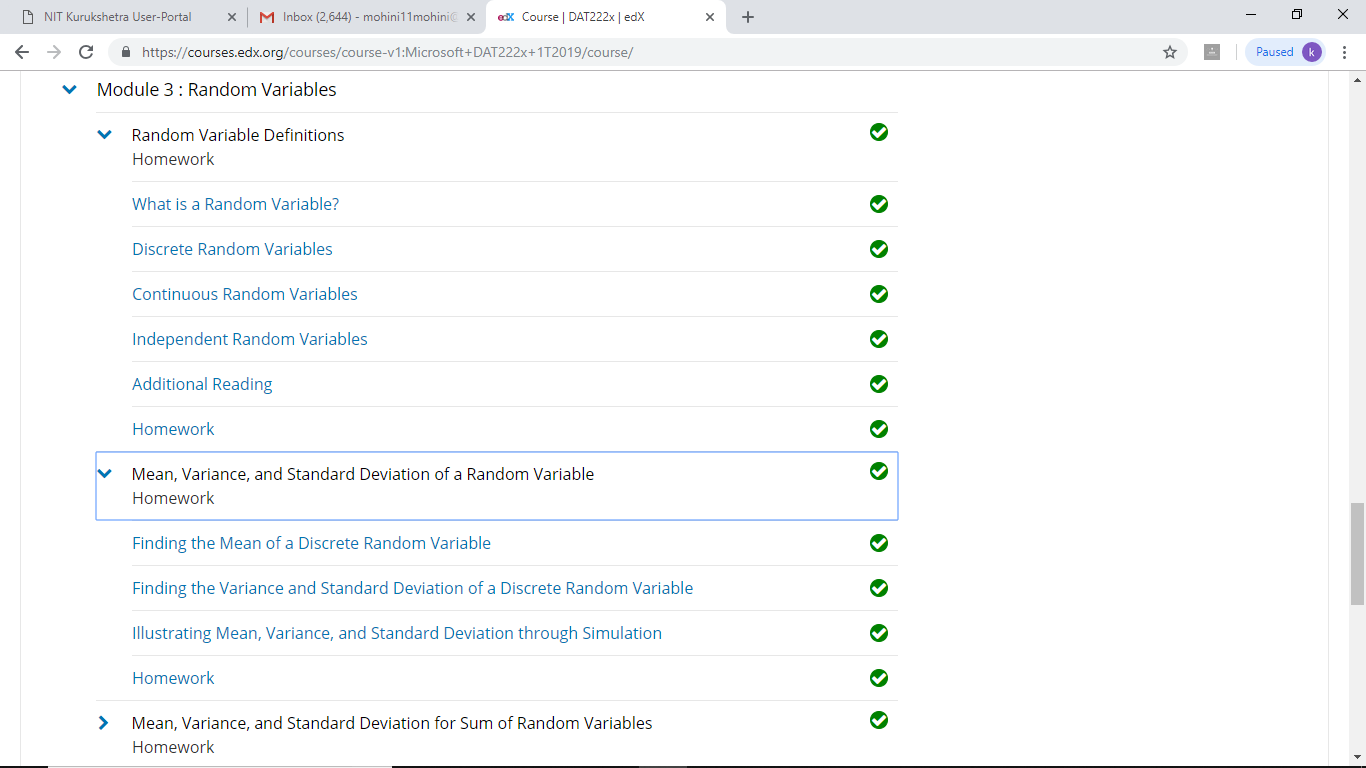 NIT Kurukshetra User-Portal
Inbox (2,644) - mohini11mohini@
edX Course | DAT222x | edX
https://courses.edx.org/courses/course-v1:Microsoft+DAT222x+1T2019/course/
Paused k
Module 3 : Random Variables
Random Variable Definitions
Homework
What is a Random Variable?
Discrete Random Variables
Continuous Random Variables
Independent Random Variables
Additional Reading
Homework
Mean, Variance, and Standard Deviation of a Random Variable
Homework
Finding the Mean of a Discrete Random Variable
Finding the Variance and Standard Deviation of a Discrete Random Variable
Illustrating Mean, Variance, and Standard Deviation through Simulation
Homework
Mean, Variance, and Standard Deviation for Sum of Random Variables
Homework